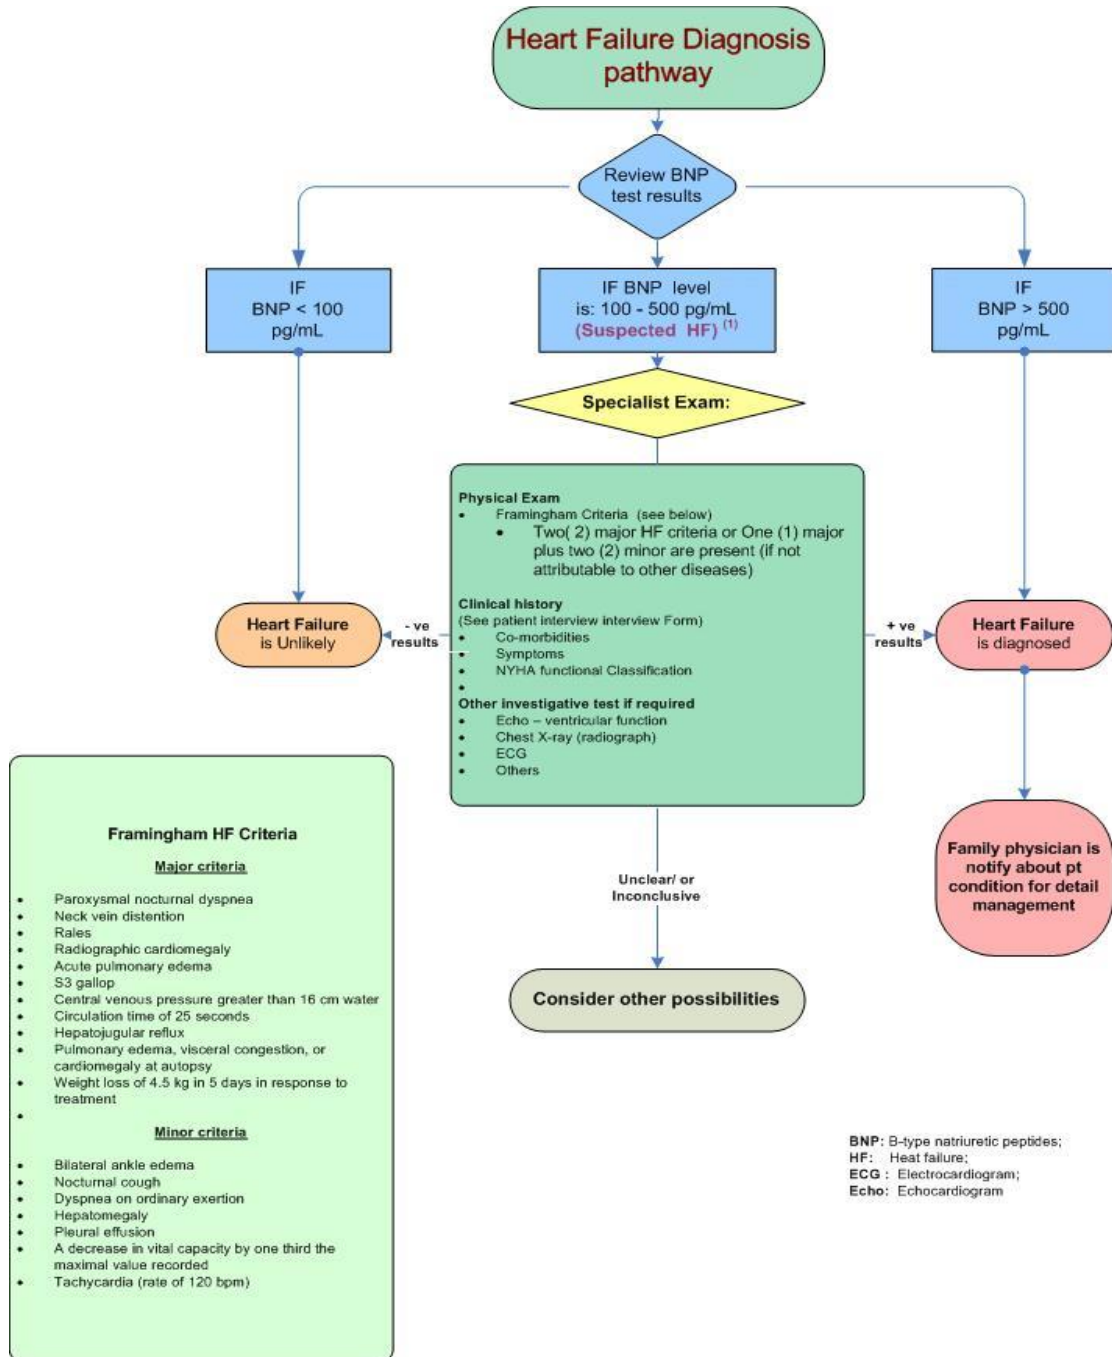 Heart Failure Diagnosis
pathway
Review BNP
test results
IF
BNP < 100
pg/mL
IF BNP level
is: 100 - 500 pg/mL
(Suspected HF) (1)
IF
BNP > 500
pg/mL
Specialist Exam:
Physical Exam
• Framingham Criteria (see below)
• Two( 2) major HF criteria or One (1) major
plus two (2) minor are present (if not
attributable to other diseases)
Clinical history
(See patient interview interview Form)
• Co-morbidities
• Symptoms
• NYHA functional Classification
•
Other investigative test if required
• Echo – ventricular function
• Chest X-ray (radiograph)
• ECG
• Others
Heart Failure
is Unlikely
- ve
results
+ ve
results
Heart Failure
is diagnosed
Unclear/ or
Inconclusive
Family physician is
notify about pt
condition for detail
management
Consider other possibilities
Framingham HF Criteria
Major criteria
• Paroxysmal nocturnal dyspnea
• Neck vein distention
• Rales
• Radiographic cardiomegaly
• Acute pulmonary edema
• S3 gallop
• Central venous pressure greater than 16 cm water
• Circulation time of 25 seconds
• Hepatojugular reflux
• Pulmonary edema, visceral congestion, or
cardiomegaly at autopsy
• Weight loss of 4.5 kg in 5 days in response to
treatment
•
Minor criteria
• Bilateral ankle edema
• Nocturnal cough
• Dyspnea on ordinary exertion
• Hepatomegaly
• Pleural effusion
• A decrease in vital capacity by one third the
maximal value recorded
• Tachycardia (rate of 120 bpm)
BNP: B-type natriuretic peptides;
HF: Heat failure;
ECG : Electrocardiogram;
Echo: Echocardiogram